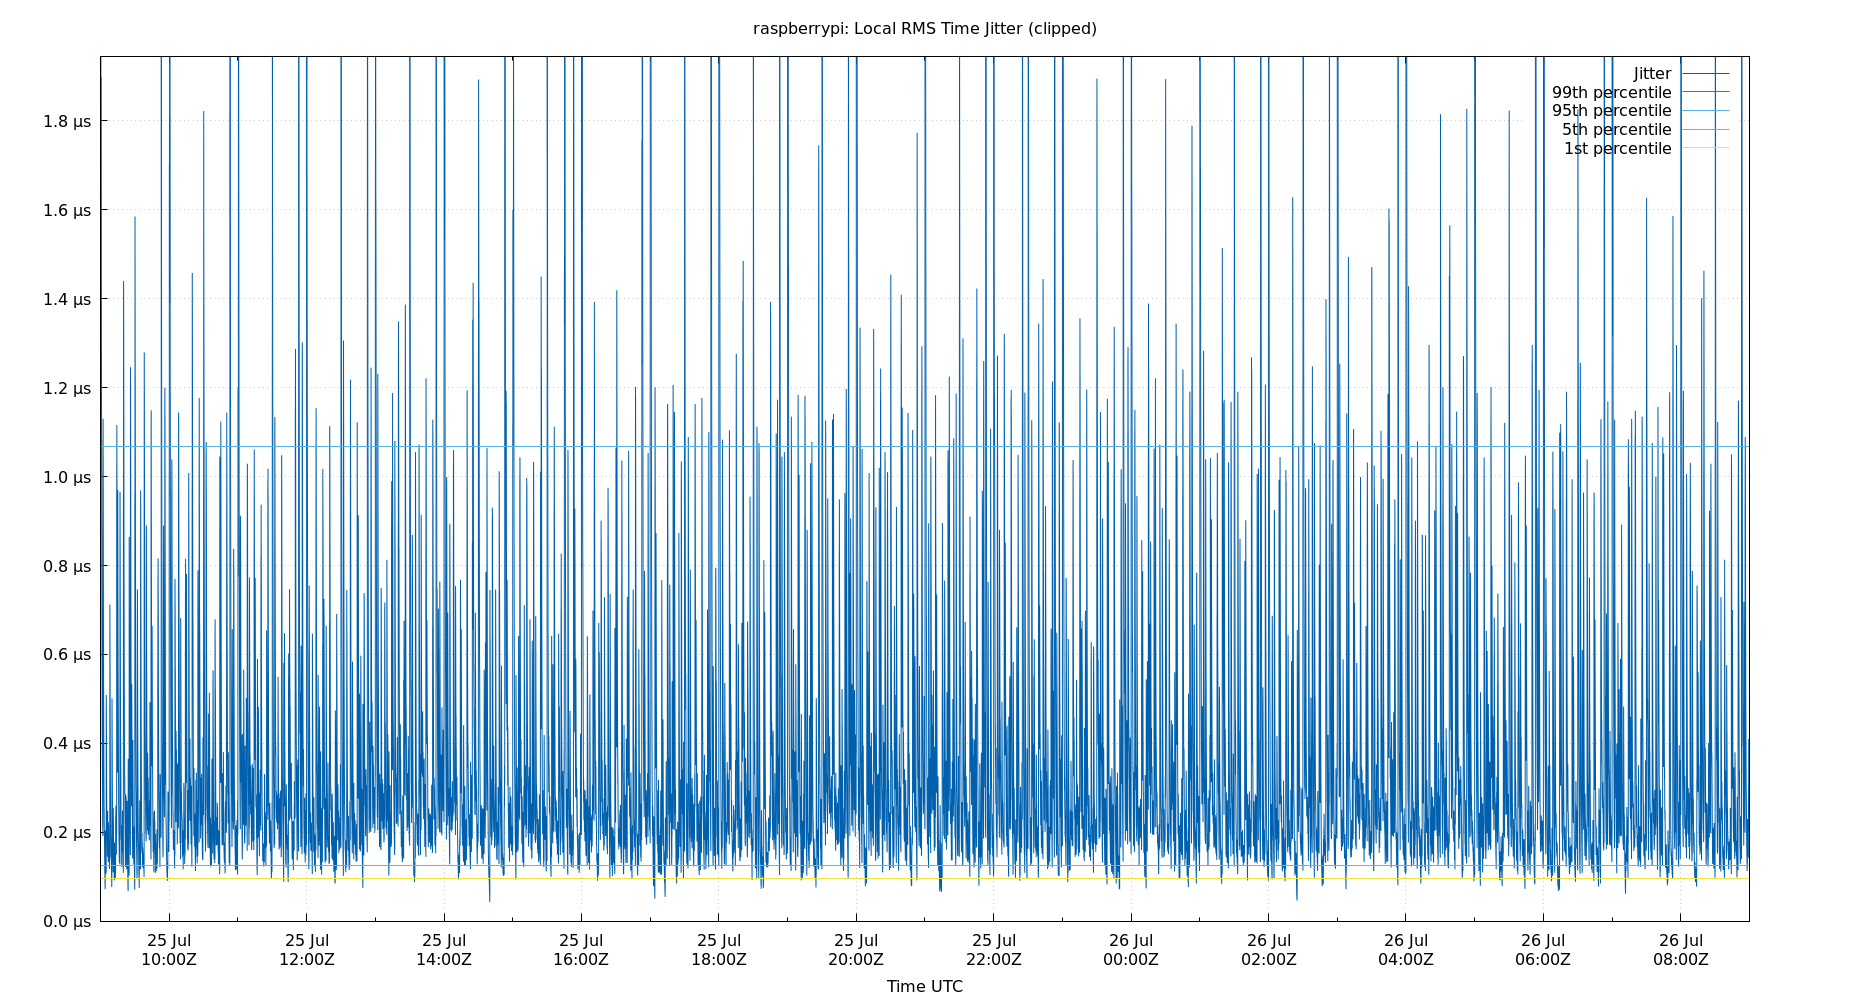 raspberrypi: Local RMS Time Jitter (clipped)
Jitter
99th percentile
95th percentile
5th percentile
1st percentile
1.8 µs
1.6 µs
1.4 µs
1.2 µs
1.0 µs
0.8 µs
0.6 µs
0.4 µs
0.2 µs
0.0 µs
25 Jul 25 Jul 25 Jul 25 Jul 25 Jul 25 Jul 25 Jul 26 Jul 26 Jul 26 Jul 26 Jul 26 Jul
10:00Z 12:00Z 14:00Z 16:00Z 18:00Z 20:00Z 22:00Z 00:00Z 02:00Z 04:00Z 06:00Z 08:00Z
Time UTC